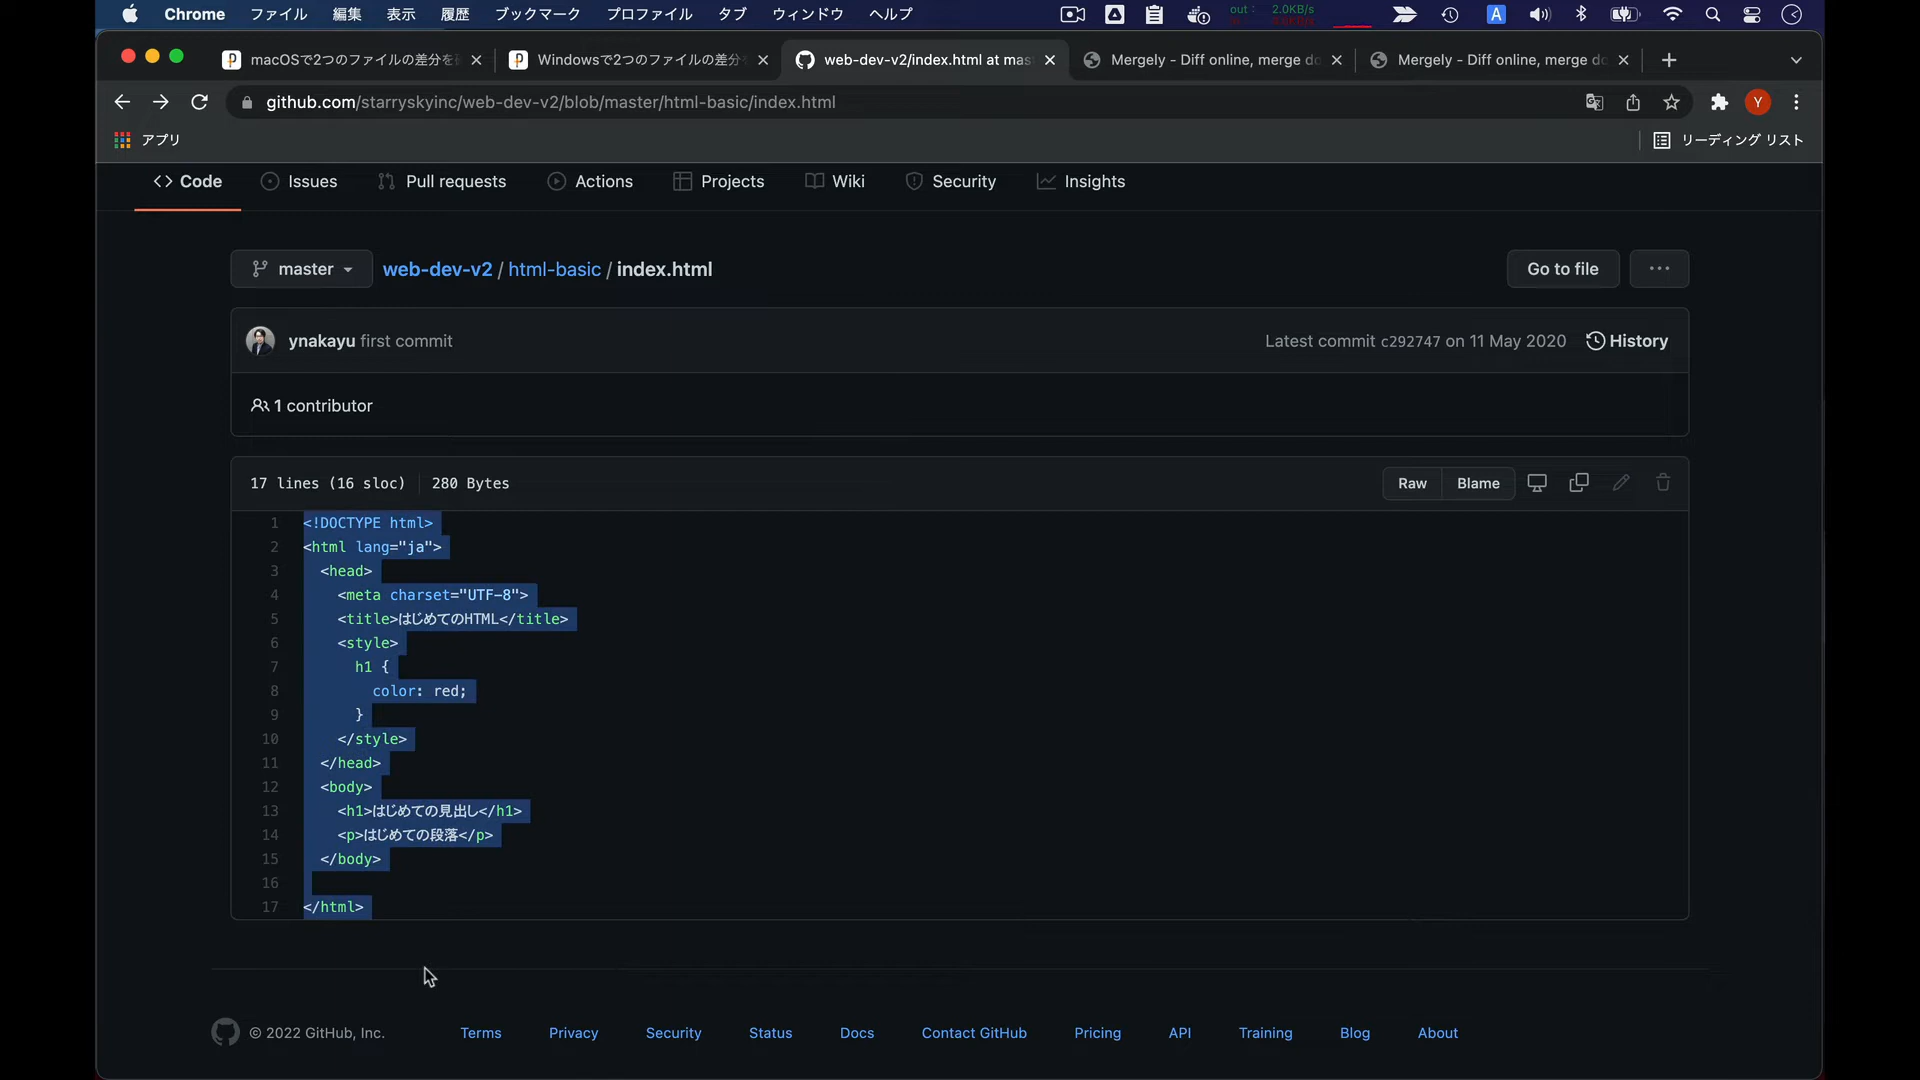 Chrome ファイル 編集 表示 履歴 ブックマーク プロファイル タブ ウィンドウ ヘルプ out: 2.0KB/s A
macOSで2つのファイルの差分を Windowsで2つのファイルの差分 web-dev-v2/index.html at mas Mergely - Diff online, merge do Mergely - Diff online, merge do
github.com/starryskyinc/web-dev-v2/blob/master/html-basic/index.html Y
アプリ リーディングリスト
Code Issues Pull requests Actions Projects Wiki Security Insights
master web-dev-v2 / html-basic / index.html Go to file ...
ynakayu first commit Latest commit c292747 on 11 May 2020 History
1 contributor
17 lines (16 sloc) 280 Bytes Raw Blame
1 <!DOCTYPE html>
2 <html lang="ja">
3 <head>
4 <meta charset="UTF-8">
5 <title>はじめてのHTML</title>
6 <style>
7 h1 {
8 color: red;
9 }
10 </style>
11 </head>
12 <body>
13 <h1>はじめての見出し</h1>
14 <p>はじめての段落</p>
15 </body>
16
17 </html>
© 2022 GitHub, Inc. Terms Privacy Security Status Docs Contact GitHub Pricing API Training Blog About